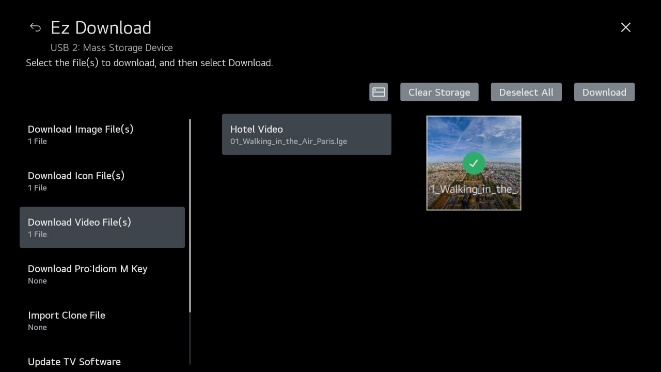 Ez Download
USB 2: Mass Storage Device
Select the file(s) to download, and then select Download.
Clear Storage
Deselect All
Download
Download Image File(s)
1 File
Download Icon File(s)
1 File
Download Video File(s)
1 File
Download Pro:Idiom M Key
None
Import Clone File
None
Update TV Software
Hotel Video
01_Walking_in_the_Air_Paris.lge
1_Walking_in_the_